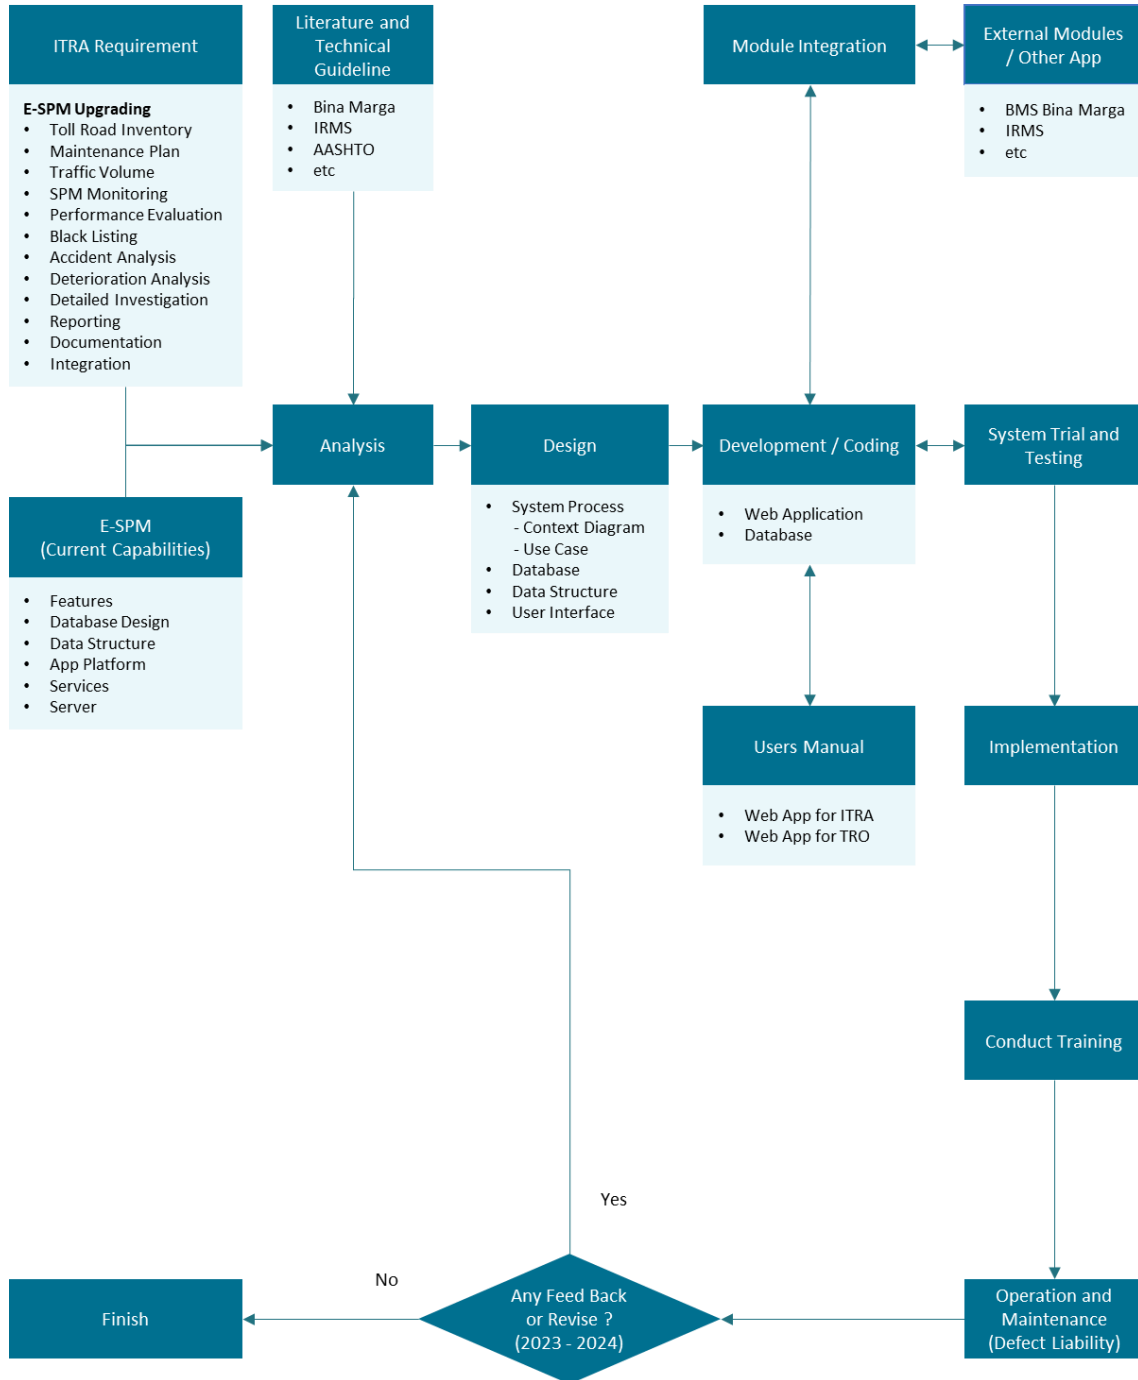 ITRA Requirement
E-SPM Upgrading
• Toll Road Inventory
• Maintenance Plan
• Traffic Volume
• SPM Monitoring
• Performance Evaluation
• Black Listing
• Accident Analysis
• Deterioration Analysis
• Detailed Investigation
• Reporting
• Documentation
• Integration
Literature and
Technical
Guideline
• Bina Marga
• IRMS
• AASHTO
• etc
Module Integration
External Modules
/ Other App
• BMS Bina Marga
• IRMS
• etc
Analysis
Design
• System Process
- Context Diagram
- Use Case
• Database
• Data Structure
• User Interface
Development / Coding
• Web Application
• Database
System Trial and
Testing
E-SPM
(Current Capabilities)
• Features
• Database Design
• Data Structure
• App Platform
• Services
• Server
Users Manual
• Web App for ITRA
• Web App for TRO
Implementation
Conduct Training
Yes
No
Finish
Any Feed Back
or Revise ?
(2023 - 2024)
Operation and
Maintenance
(Defect Liability)